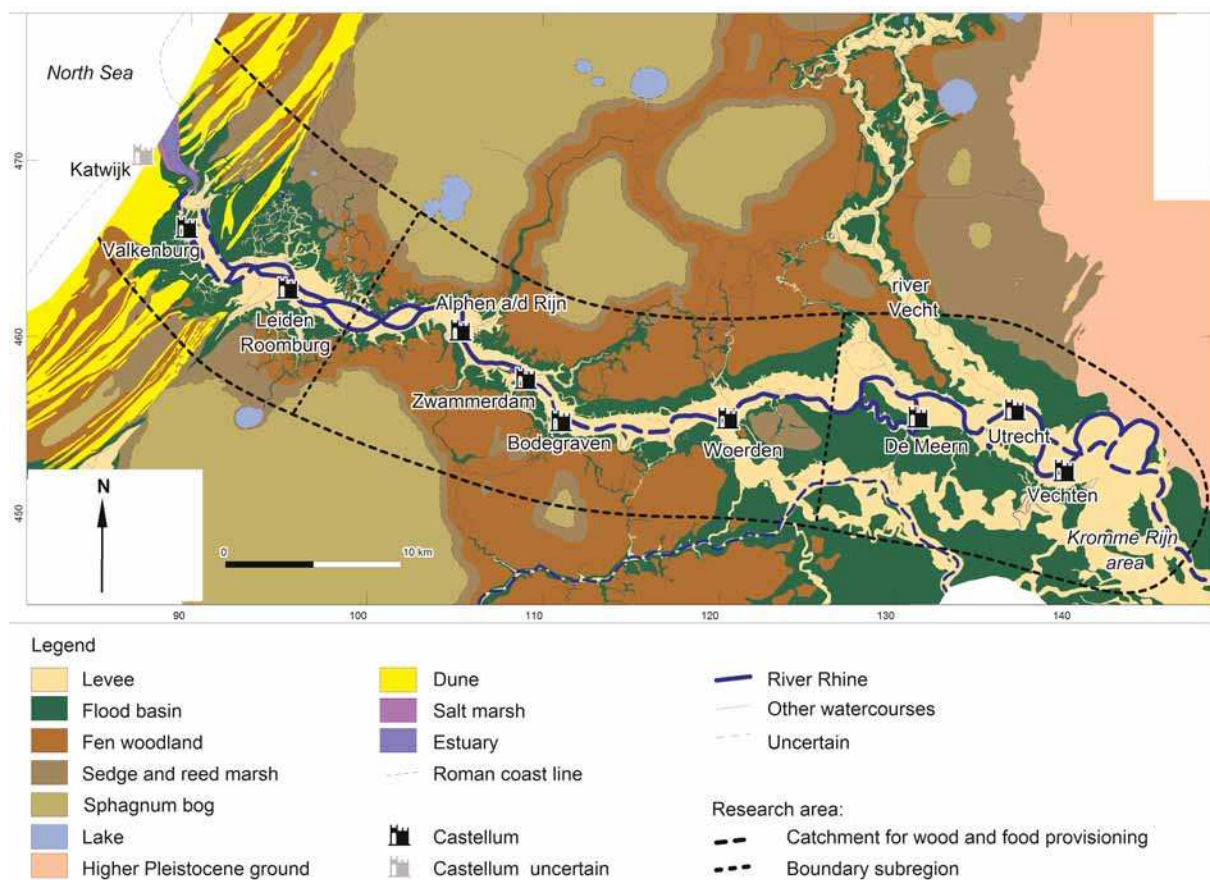 North Sea
470
Katwijk
Valkenburg
river
Vecht
Alphen a/d Rijn
Leiden
Roomburg
460
Zwammerdam
Bodegraven
Woerden
De Meern
Utrecht
Vechten
N
450
Kromme Rijn
area
0 10 km
90 100 110 120 130 140
Legend
Levee
Flood basin
Fen woodland
Sedge and reed marsh
Sphagnum bog
Lake
Higher Pleistocene ground
Dune
Salt marsh
Estuary
Roman coast line
Castellum
Castellum uncertain
River Rhine
Other watercourses
Uncertain
Research area:
Catchment for wood and food provisioning
Boundary subregion